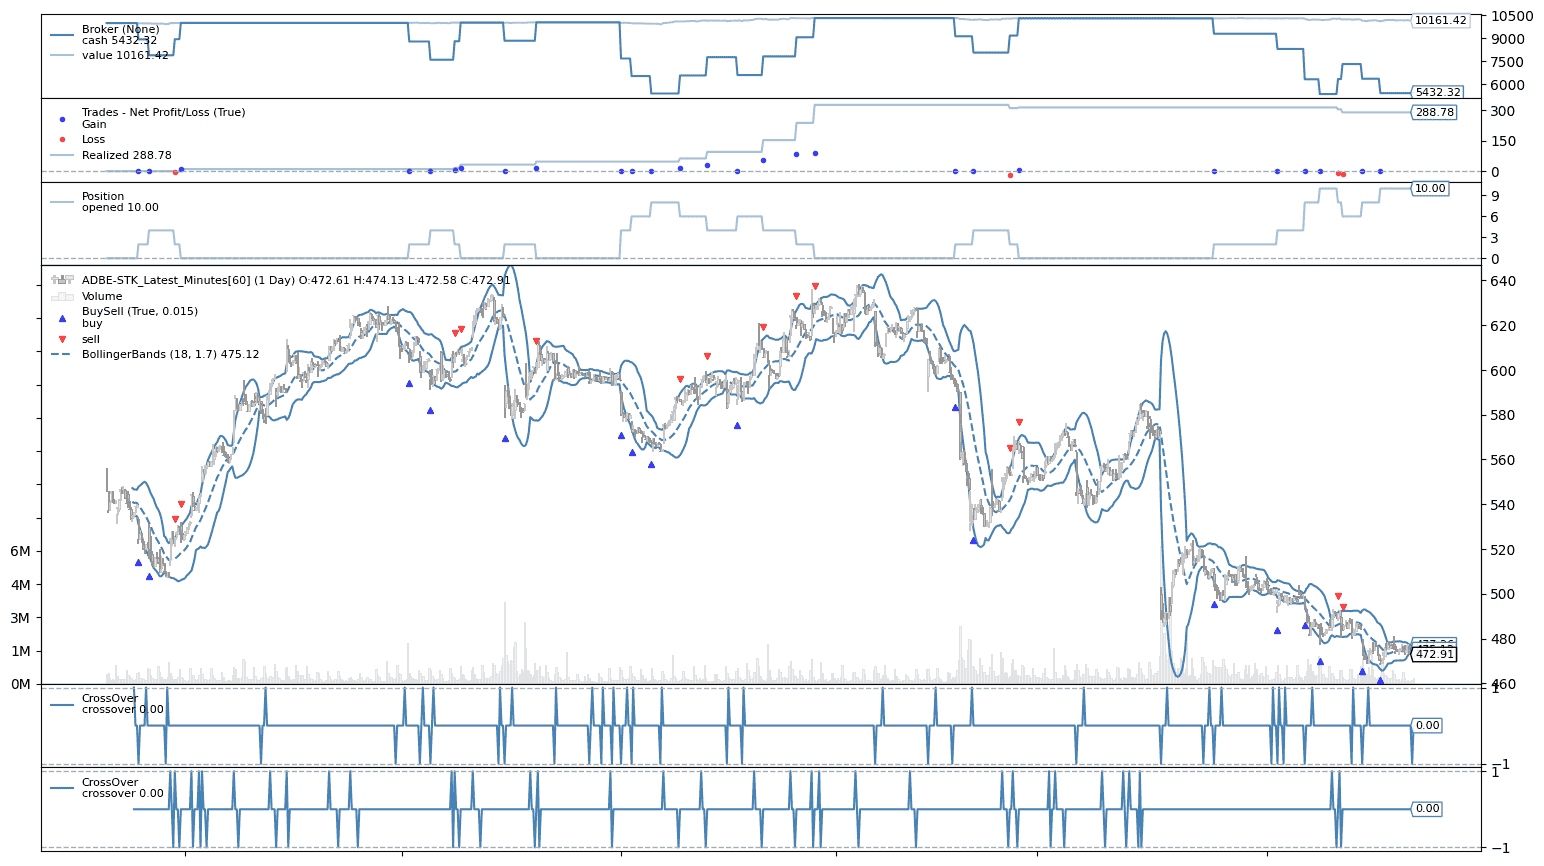 Broker (None)
cash 5432.32
value 10161.42
10500
10161.42
9000
7500
6000
5432.32
Trades - Net Profit/Loss (True)
Gain
Loss
Realized 288.78
300
288.78
150
0
Position
opened 10.00
10.00
9
6
3
0
ADBE-STK_Latest_Minutes[60] (1 Day) O:472.61 H:474.13 L:472.58 C:472.91
Volume
BuySell (True, 0.015)
buy
sell
BollingerBands (18, 1.7) 475.12
640
620
600
580
560
540
520
500
480
472.91
460
6M
4M
3M
1M
0M
CrossOver
crossover 0.00
1
0.00
−1
CrossOver
crossover 0.00
1
0.00
−1